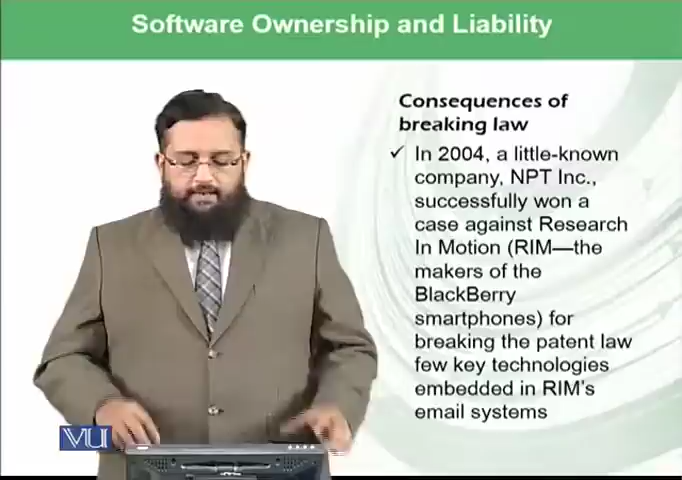 Software Ownership and Liability
Consequences of
breaking law
✓ In 2004, a little-known
company, NPT Inc.,
successfully won a
case against Research
In Motion (RIM—the
makers of the
BlackBerry
smartphones) for
breaking the patent law
few key technologies
embedded in RIM's
email systems
VU